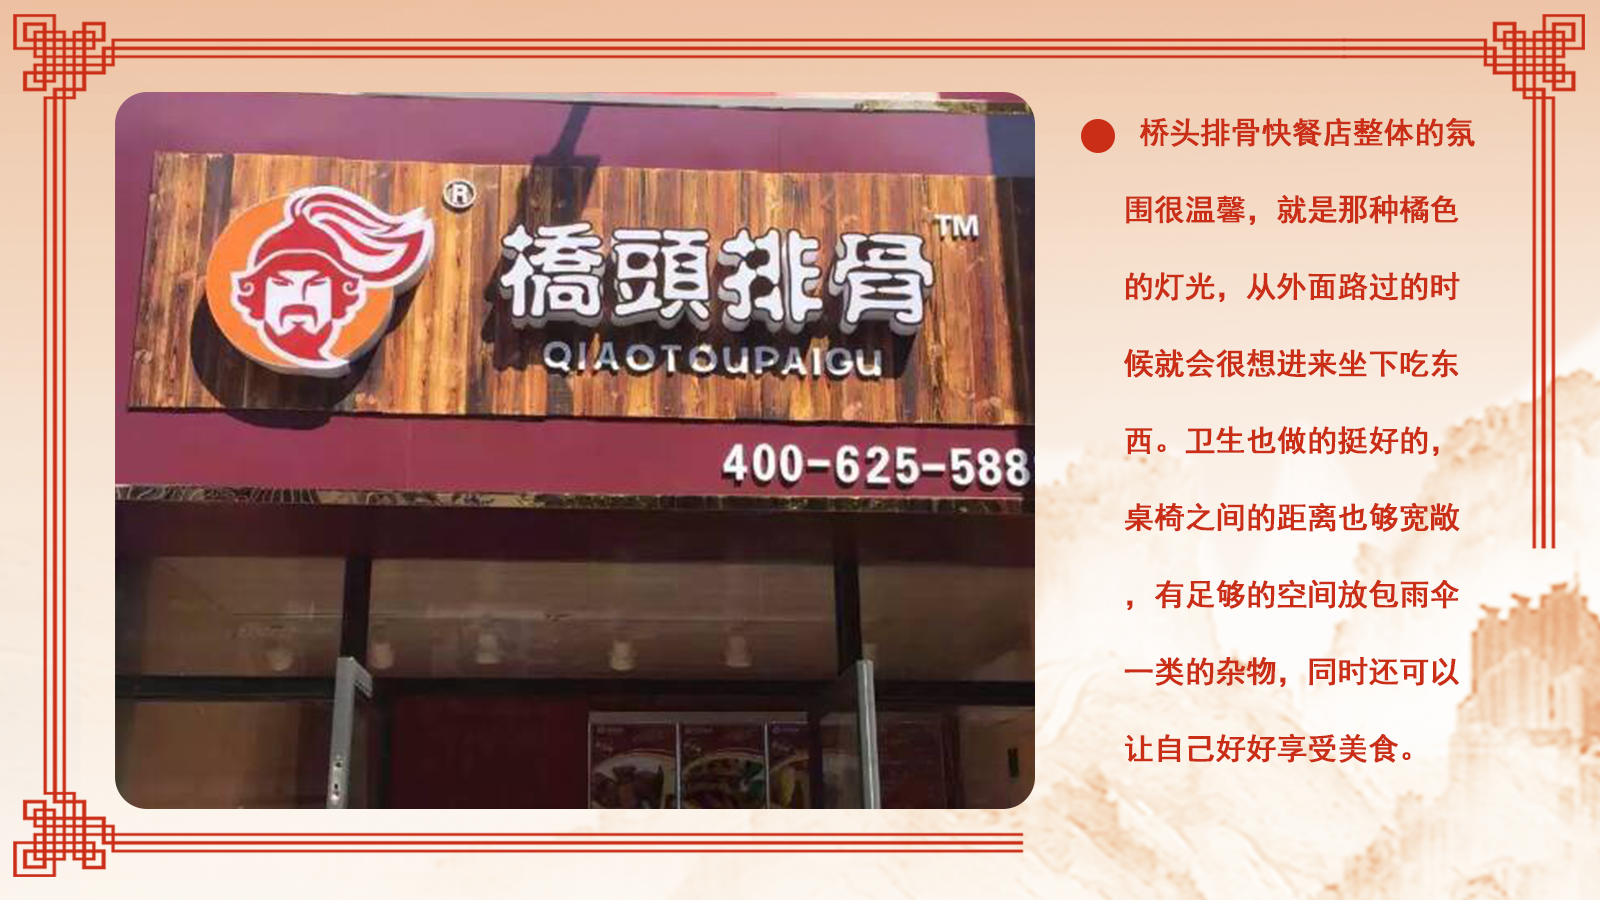 ®
橋頭排骨
TM
QIAOTOUPAIGU
400-625-588
桥头排骨快餐店整体的氛
围很温馨，就是那种橘色
的灯光，从外面路过的时
候就会很想进来坐下吃东
西。卫生也做的挺好的，
桌椅之间的距离也够宽敞
，有足够的空间放包雨伞
一类的杂物，同时还可以
让自己好好享受美食。